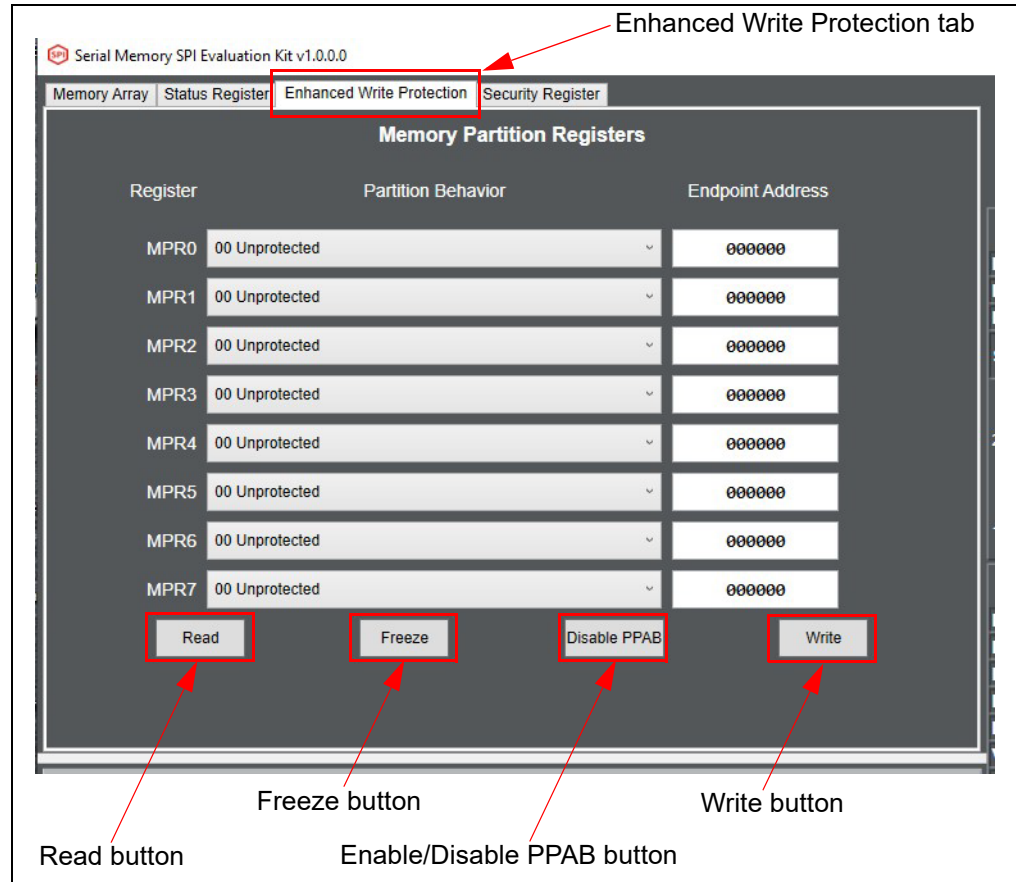 Enhanced Write Protection tab
SPI Serial Memory SPI Evaluation Kit v1.0.0.0
Memory Array Status Register Enhanced Write Protection Security Register
Memory Partition Registers
Register Partition Behavior Endpoint Address
MPR0 00 Unprotected 000000
MPR1 00 Unprotected 000000
MPR2 00 Unprotected 000000
MPR3 00 Unprotected 000000
MPR4 00 Unprotected 000000
MPR5 00 Unprotected 000000
MPR6 00 Unprotected 000000
MPR7 00 Unprotected 000000
Read Freeze Disable PPAB Write
Freeze button Write button
Read button Enable/Disable PPAB button